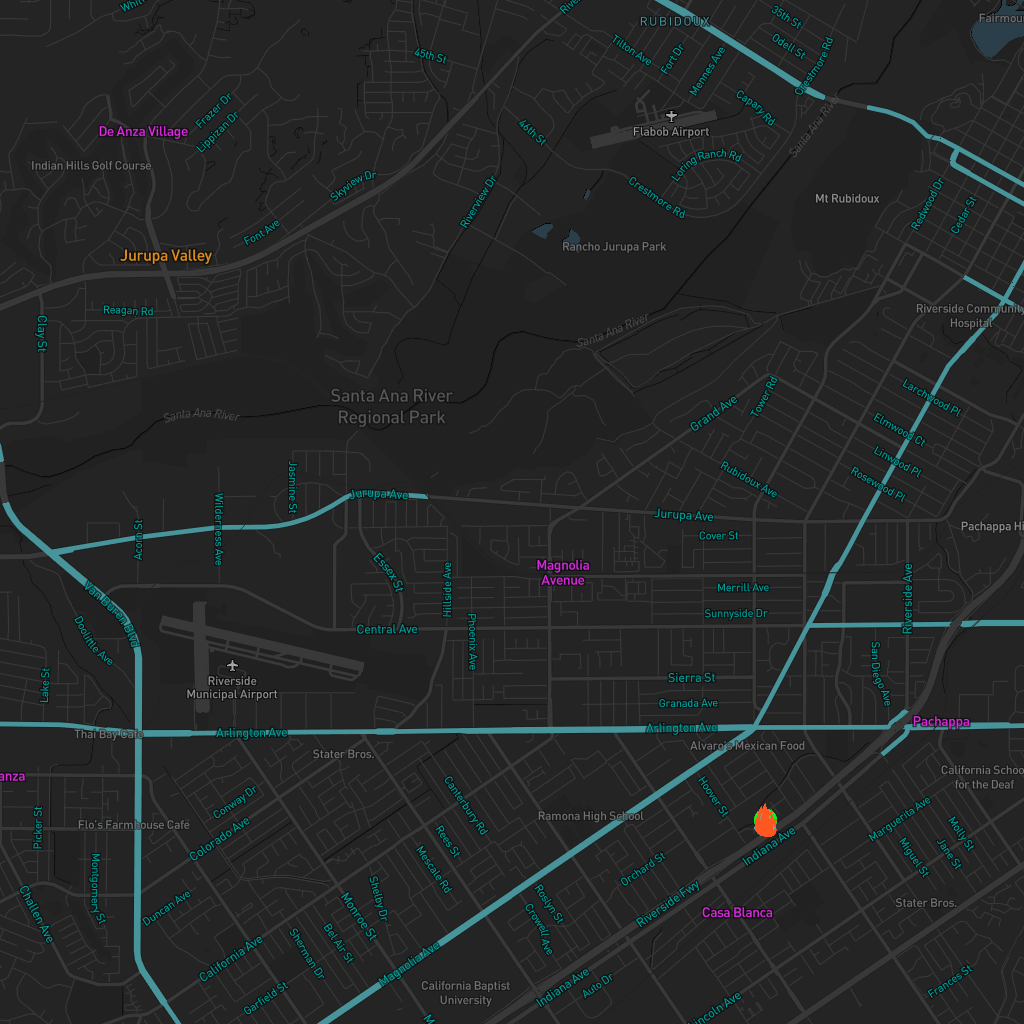 RUBIDOUX
35th St
Odell St
Crestmore Rd
Tilton Ave
Fort Dr
Mennes Ave
45th St
Capary Rd
Frazer Dr
Lippizan Dr
De Anza Village
Indian Hills Golf Course
46th St
Flabob Airport
Loring Ranch Rd
Santa Ana River
Skyview Dr
Riverview Dr
Crestmore Rd
Mt Rubidoux
Redwood Dr
Cedar St
Font Ave
Rancho Jurupa Park
Jurupa Valley
Reagan Rd
Clay St
Riverside Community
Hospital
Santa Ana River
Santa Ana River
Regional Park
Santa Ana River
Grand Ave
Tower Rd
Larchwood Pl
Elmwood Ct
Linwood Pl
Rosewood Pl
Rubidoux Ave
Jasmine St
Jurupa Ave
Wilderness Ave
Acorn St
Jurupa Ave
Cover St
Pachappa Hi
Magnolia
Avenue
Essex St
Hillside Ave
Merrill Ave
Riverside Ave
Van Buren Blvd
Doolittle Ave
Sunnyside Dr
Central Ave
Phoenix Ave
San Diego Ave
Lake St
Riverside
Municipal Airport
Sierra St
Granada Ave
Pachappa
Thai Bay Cafe
Arlington Ave
Arlington Ave
Stater Bros.
Alvaro's Mexican Food
California Schoo
for the Deaf
anza
Conway Dr
Canterbury Rd
Hoover St
Picker St
Flo's Farmhouse Café
Colorado Ave
Rees St
Ramona High School
Indiana Ave
Marguerita Ave
Molly St
Jane St
Miguel St
Montgomery St
Mescale Rd
Orchard St
Shelby Dr
Duncan Ave
Monroe St
Roslyn St
Riverside Fwy
Casa Blanca
Stater Bros.
Challen Ave
Bel Air St
Crowell Ave
California Ave
Sherman Dr
Magnolia Ave
California Baptist
University
Indiana Ave
Auto Dr
Frances St
Garfield St
Lincoln Ave